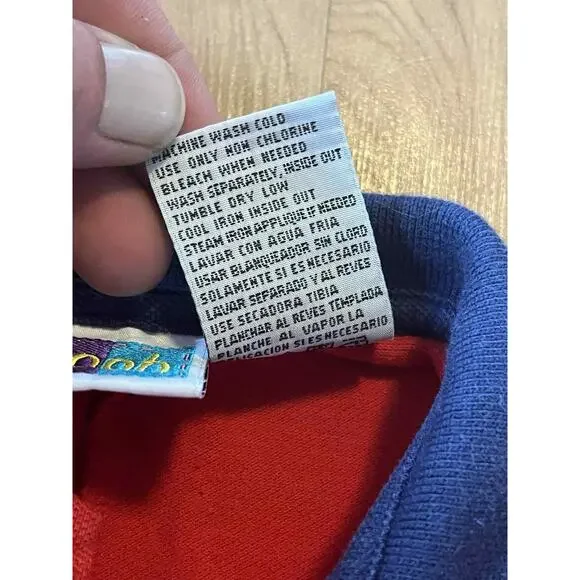 MACHINE WASH COLD
USE ONLY NON CHLORINE
BLEACH WHEN NEEDED
WASH SEPARATELY, INSIDE OUT
TUMBLE DRY LOW
COOL IRON INSIDE OUT
STEAM IRON APPLIQUE IF NEEDED
LAVAR CON AGUA FRIA
USAR BLANQUEADOR SIN CLORO
SOLAMENTE SI ES NECESARIO
LAVAR SEPARADO Y AL REVES
USE SECADORA TIBIA
PLANCHAR AL REVES TEMPLADA
PLANCHE AL VAPOR LA
SI ES NECESARIO